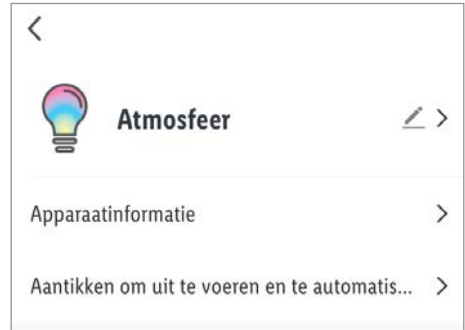 Atmosfeer
Apparaatinformatie
Aantikken om uit te voeren en te automatis...